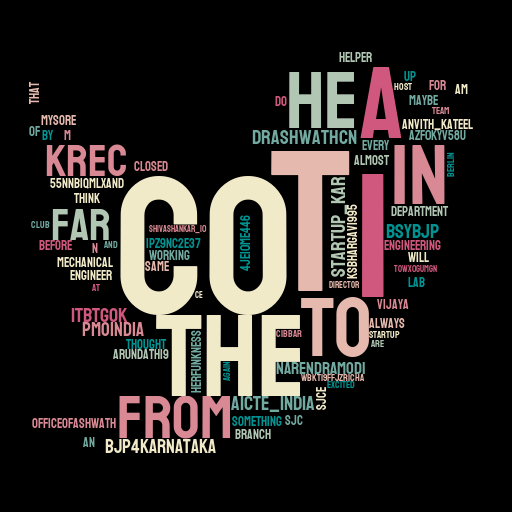 HELPER
THAT
HE
A
UP
HOST
FOR
AM
DO
MAYBE
TEAM
MYSORE
OF
BY
M
DRASHWATHCN
ANVITH_KATEEL
AZFOKYV58U
EVERY
KREC
CLOSED
T
ALMOST
IN
BERLIN
55NNBIQMLXAND
THINK
CO
I
STARTUP_KAR
KSBHARGAVI1995
DEPARTMENT
CLUB
FAR
SHIVASHANKAR_IO
4JEIOME446
BSYBJP
BEFORE
N
AND
IPZ9NC2E37
ENGINEERING
WORKING
MECHANICAL
ENGINEER
SAME
WILL
TOWXOGUMGN
AT
CE
DIRECTOR
LAB
ITBTGOK
TO
VIJAYA
PMOINDIA
THE
ALWAYS
CIBBAR
STARTUP
ARE
THOUGHT
ARUNDATHI9
HERFUNKNESS
AGAIN
NARENDRAMODI
WBKTI9FFJZRICHA
EXCITED
FROM
AICTE_INDIA
SJCE
OFFICEOFASHWATH
SOMETHING
SJC
AN
BJP4KARNATAKA
BRANCH